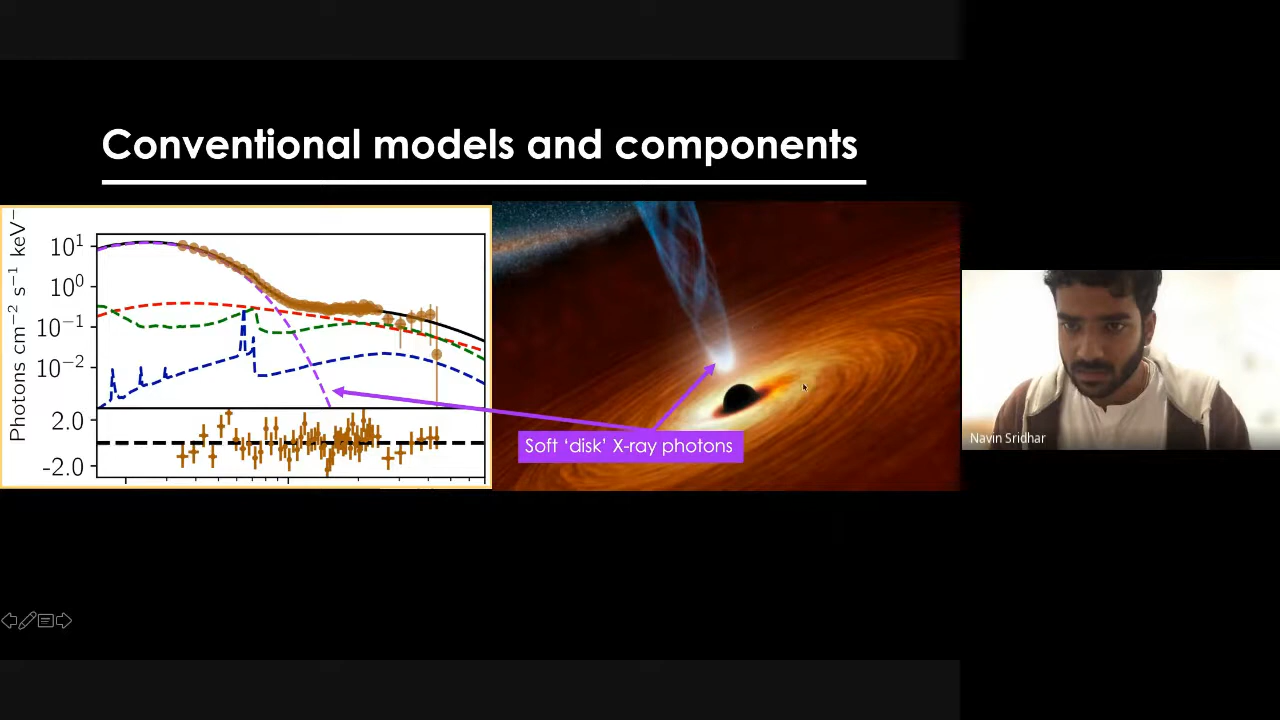 Conventional models and components
Photons cm⁻² s⁻¹ keV⁻
10¹
10⁰
10⁻¹
10⁻²
2.0
-2.0
Soft ‘disk’ X-ray photons
Navin Sridhar